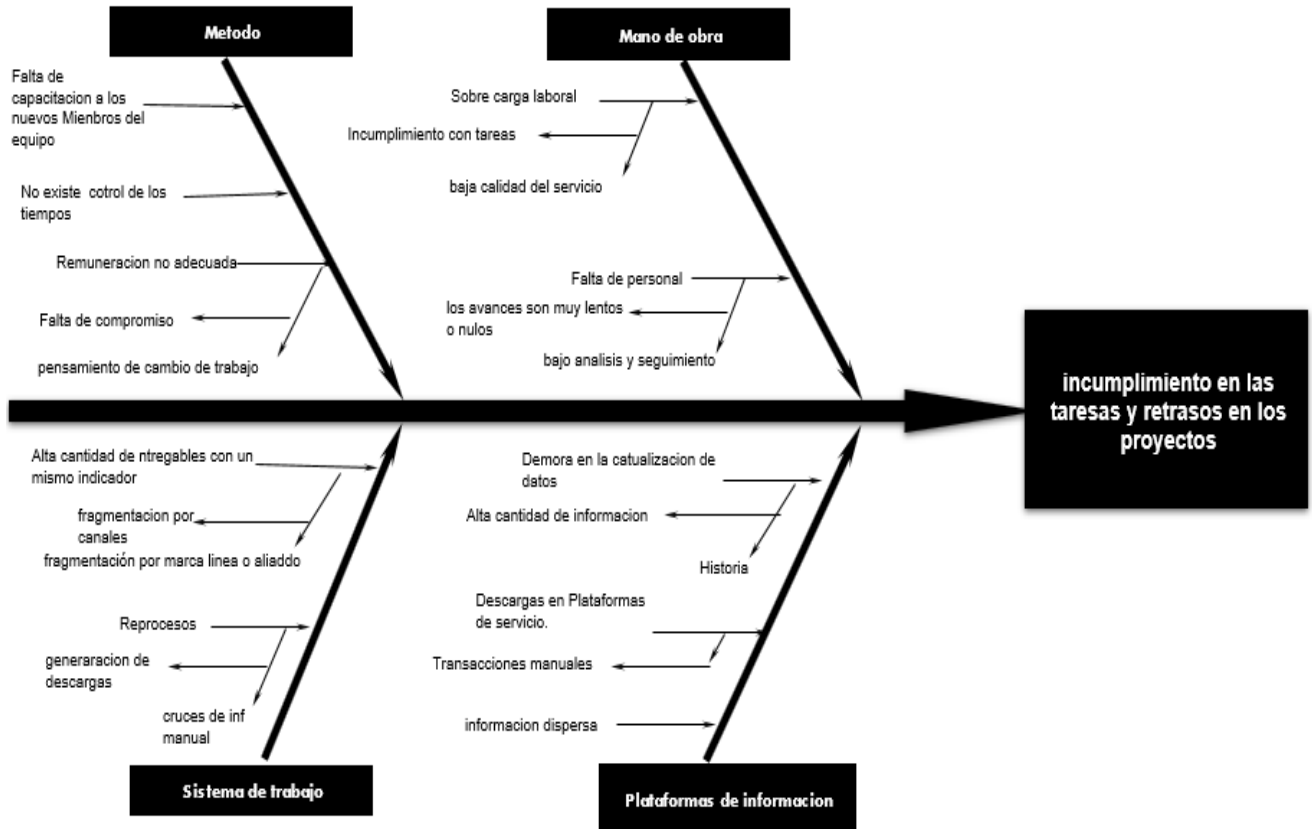 Metodo
Mano de obra
Falta de
capacitacion a los
nuevos Mienbros del
equipo
No existe cotrol de los
tiempos
Remuneracion no adecuada
Falta de compromiso
pensamiento de cambio de trabajo
Sobre carga laboral
Incumplimiento con tareas
baja calidad del servicio
Falta de personal
los avances son muy lentos
o nulos
bajo analisis y seguimiento
incumplimiento en las
taresas y retrasos en los
proyectos
Alta cantidad de ntregables con un
mismo indicador
fragmentacion por
canales
fragmentación por marca linea o aliaddo
Reprocesos
generaracion de
descargas
cruces de inf
manual
Demora en la catualizacion de
datos
Alta cantidad de informacion
Historia
Descargas en Plataformas
de servicio.
Transacciones manuales
informacion dispersa
Sistema de trabajo
Plataformas de informacion